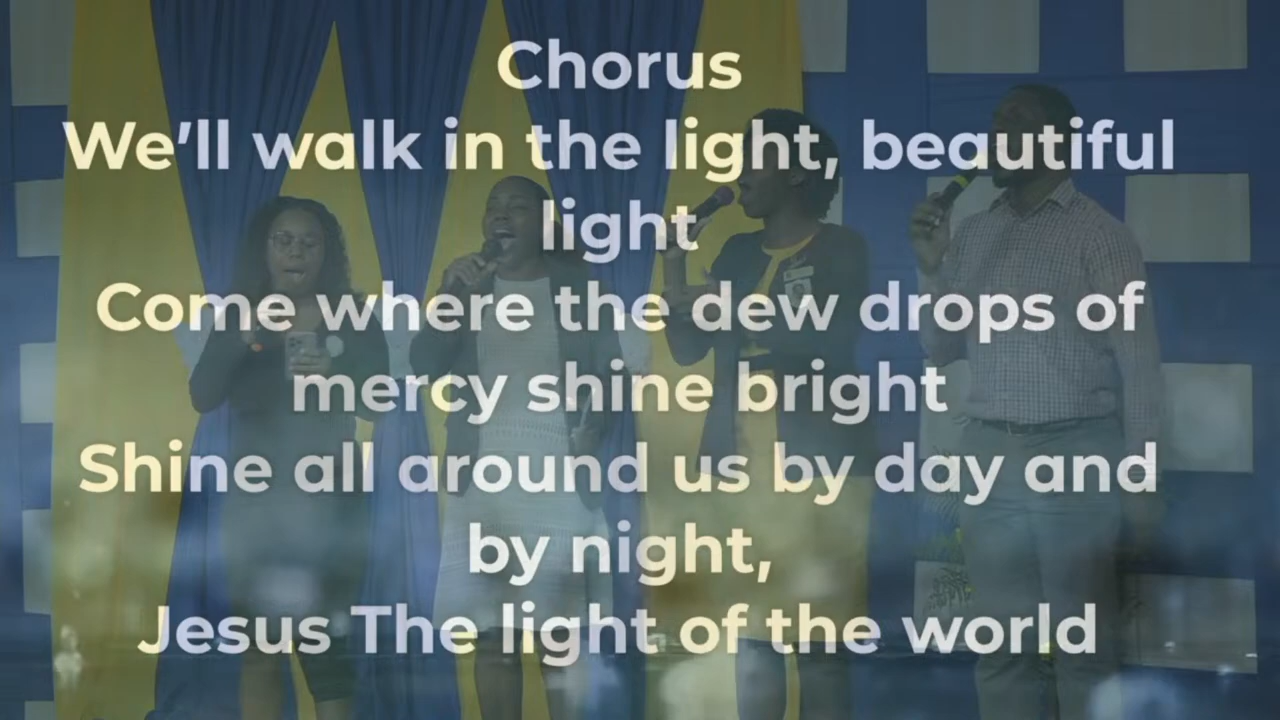 Chorus
We’ll walk in the light, beautiful
light
Come where the dew drops of
mercy shine bright
Shine all around us by day and
by night,
Jesus The light of the world